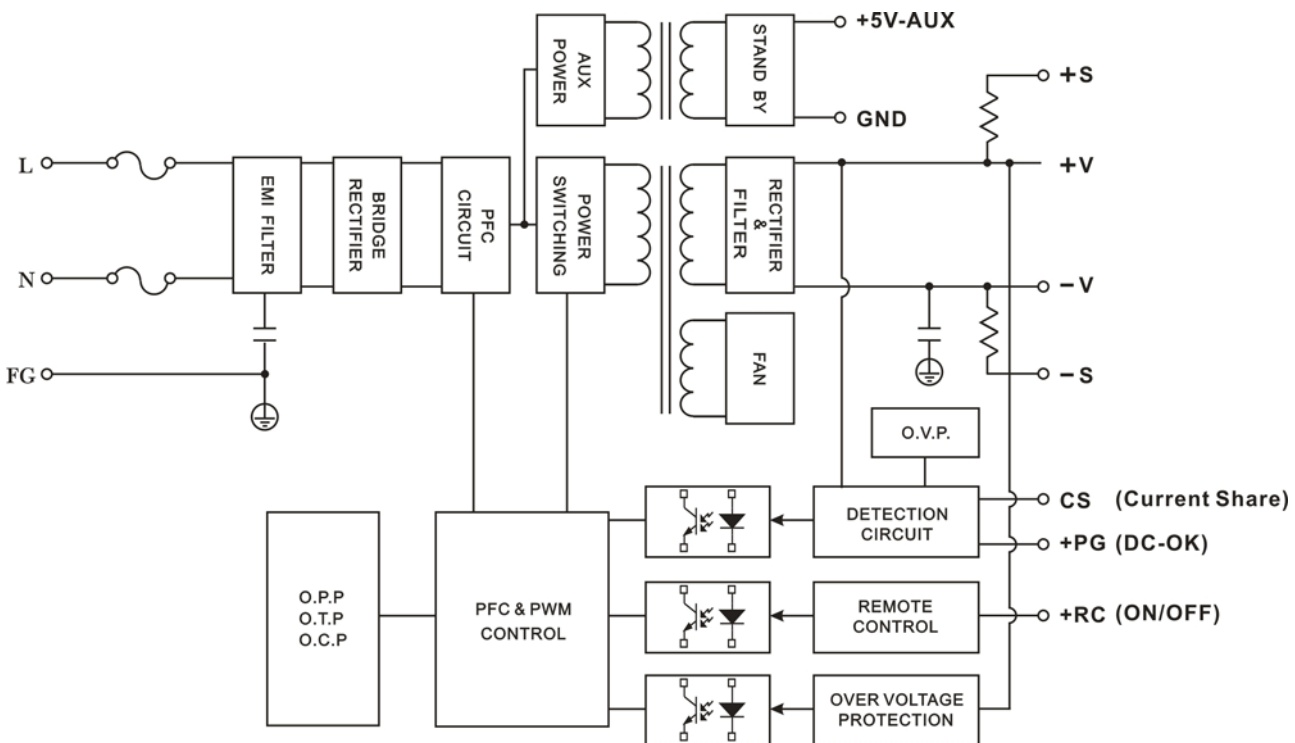 AUX
POWER
STAND BY
+5V-AUX
GND
+S
L
N
FG
EMI FILTER
BRIDGE
RECTIFIER
PFC
CIRCUIT
POWER
SWITCHING
RECTIFIER
&
FILTER
+V
-V
-S
FAN
O.V.P.
DETECTION
CIRCUIT
CS (Current Share)
+PG (DC-OK)
O.P.P
O.T.P
O.C.P
PFC & PWM
CONTROL
REMOTE
CONTROL
+RC (ON/OFF)
OVER VOLTAGE
PROTECTION